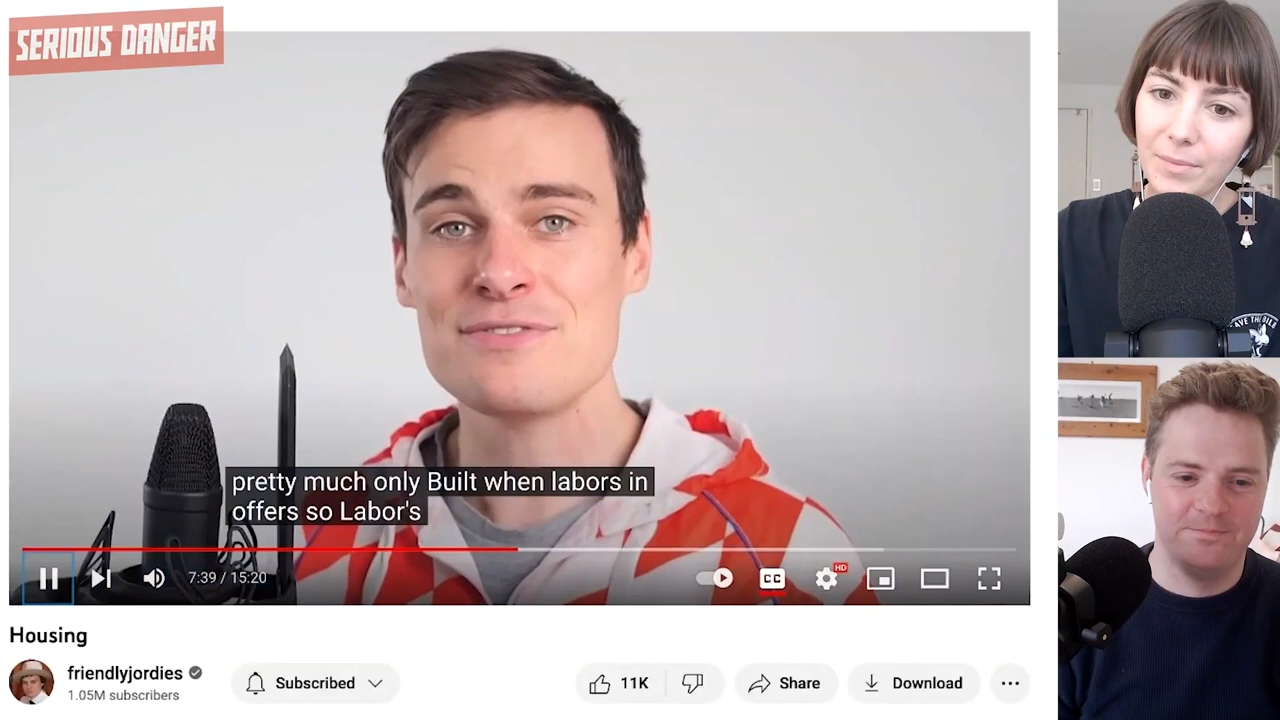 SERIOUS DANGER
pretty much only Built when labors in
offers so Labor's
7:39 / 15:20
CC
HD
Housing
friendlyjordies
1.05M subscribers
Subscribed
11K
Share
Download